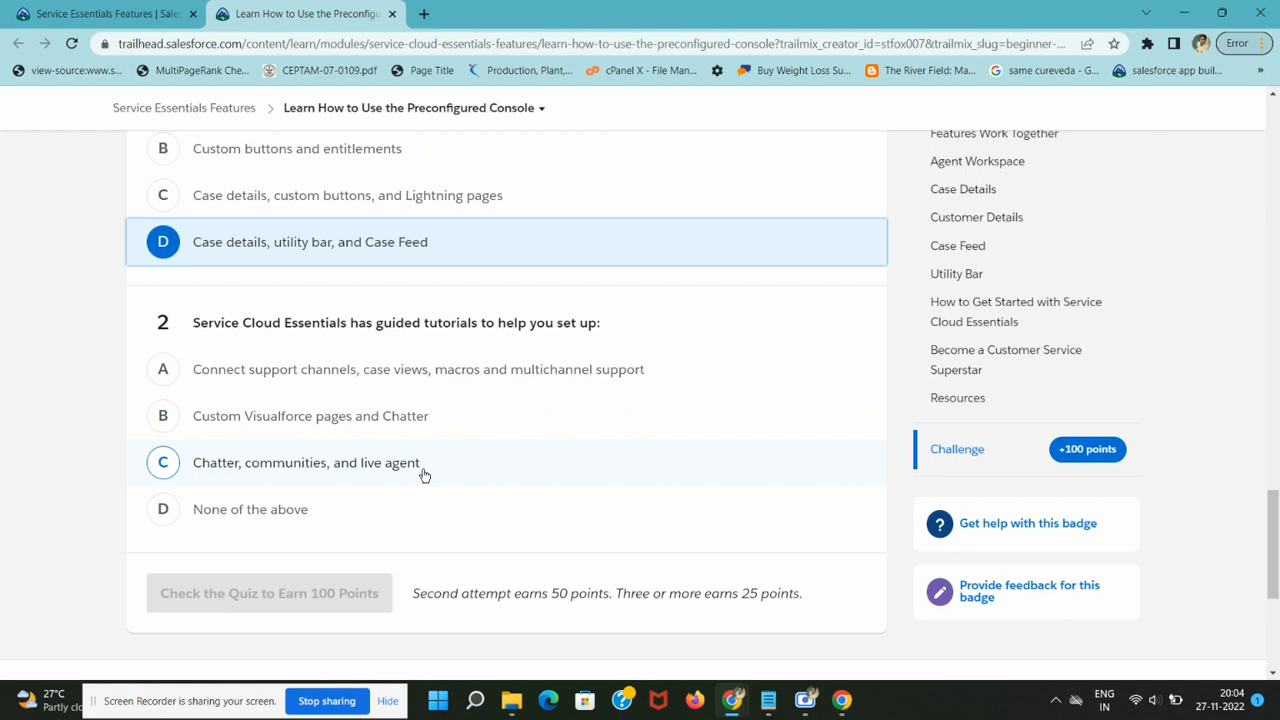 Service Essentials Features | Sales
Learn How to Use the Preconfigu
trailhead.salesforce.com/content/learn/modules/service-cloud-essentials-features/learn-how-to-use-the-preconfigured-console?trailmix_creator_id=stfox007&trailmix_slug=beginner-...
Error
view-source:www.s...
MultiPageRank Che...
CEPTAM-07-0109.pdf
Page Title
Production, Plant,...
cPanel X - File Man...
Buy Weight Loss Su...
The River Field: Ma...
same cureveda - G...
salesforce app buil...
»
Service Essentials Features
Learn How to Use the Preconfigured Console
B Custom buttons and entitlements
C Case details, custom buttons, and Lightning pages
D Case details, utility bar, and Case Feed
2 Service Cloud Essentials has guided tutorials to help you set up:
A Connect support channels, case views, macros and multichannel support
B Custom Visualforce pages and Chatter
C Chatter, communities, and live agent
D None of the above
Check the Quiz to Earn 100 Points
Second attempt earns 50 points. Three or more earns 25 points.
Features Work Together
Agent Workspace
Case Details
Customer Details
Case Feed
Utility Bar
How to Get Started with Service
Cloud Essentials
Become a Customer Service
Superstar
Resources
Challenge
+100 points
? Get help with this badge
Provide feedback for this
badge
27°C
Partly clo
Screen Recorder is sharing your screen.
Stop sharing
Hide
ENG
IN
20:04
27-11-2022
1